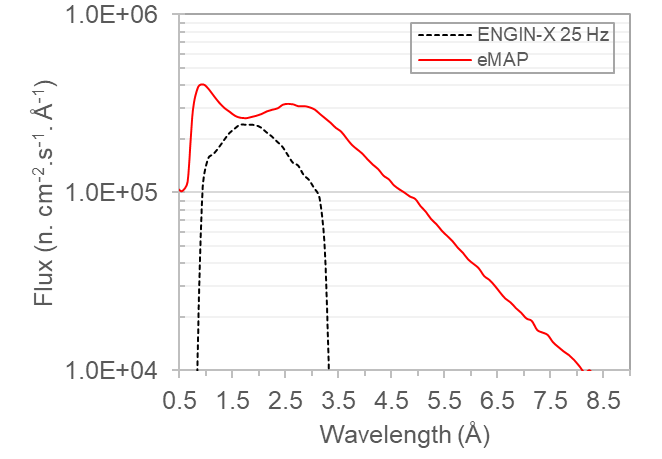 1.0E+06
ENGIN-X 25 Hz
eMAP
1.0E+05
1.0E+04
Flux (n. cm⁻².s⁻¹. Å⁻¹)
0.5 1.5 2.5 3.5 4.5 5.5 6.5 7.5 8.5
Wavelength (Å)